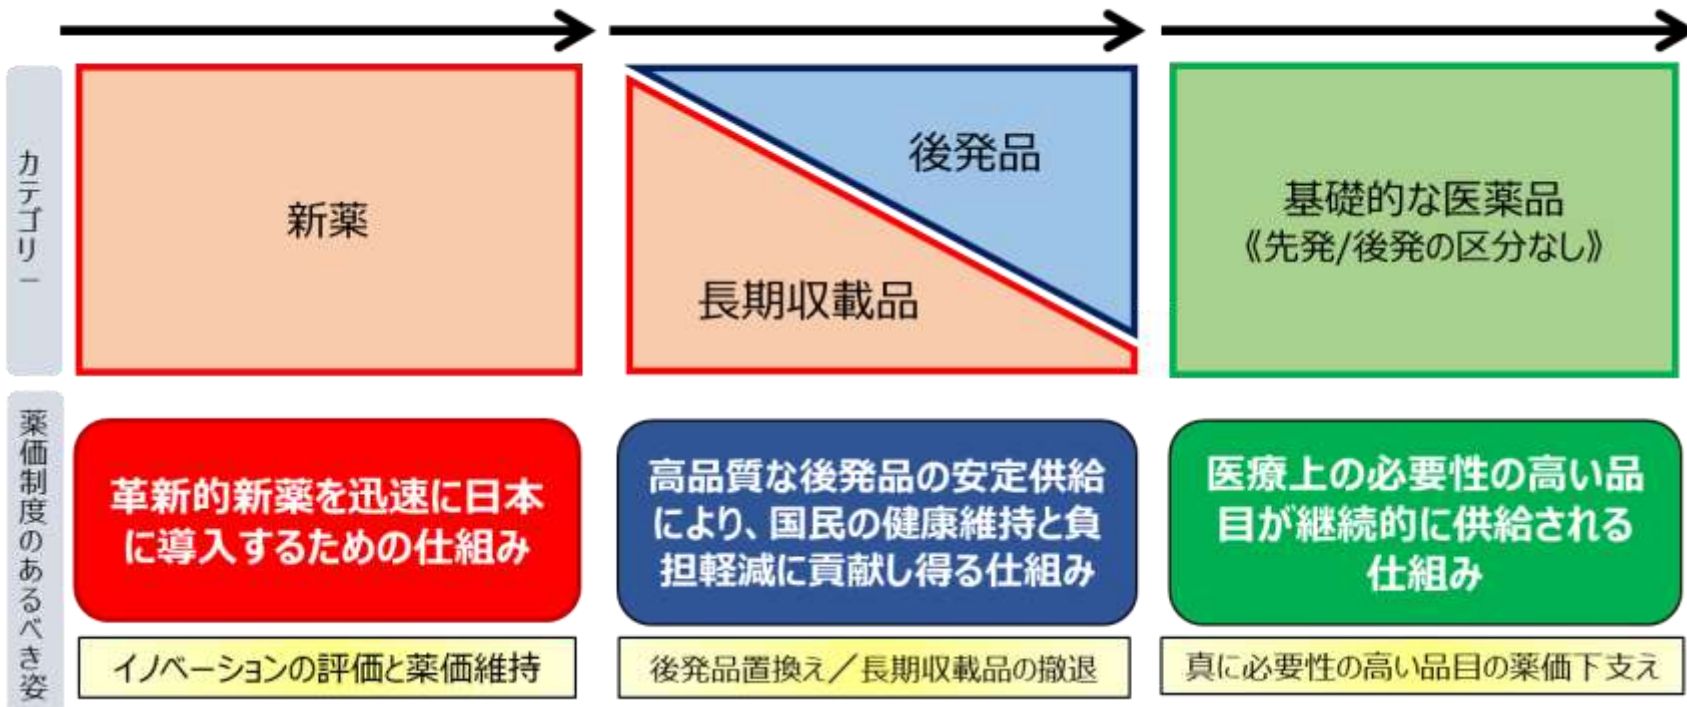 カテゴリー
新薬
後発品
長期収載品
基礎的な医薬品
《先発/後発の区分なし》
薬価制度のあるべき姿
革新的新薬を迅速に日本
に導入するための仕組み
高品質な後発品の安定供給
により、国民の健康維持と負
担軽減に貢献し得る仕組み
医療上の必要性の高い品
目が継続的に供給される
仕組み
イノベーションの評価と薬価維持
後発品置換え／長期収載品の撤退
真に必要性の高い品目の薬価下支え